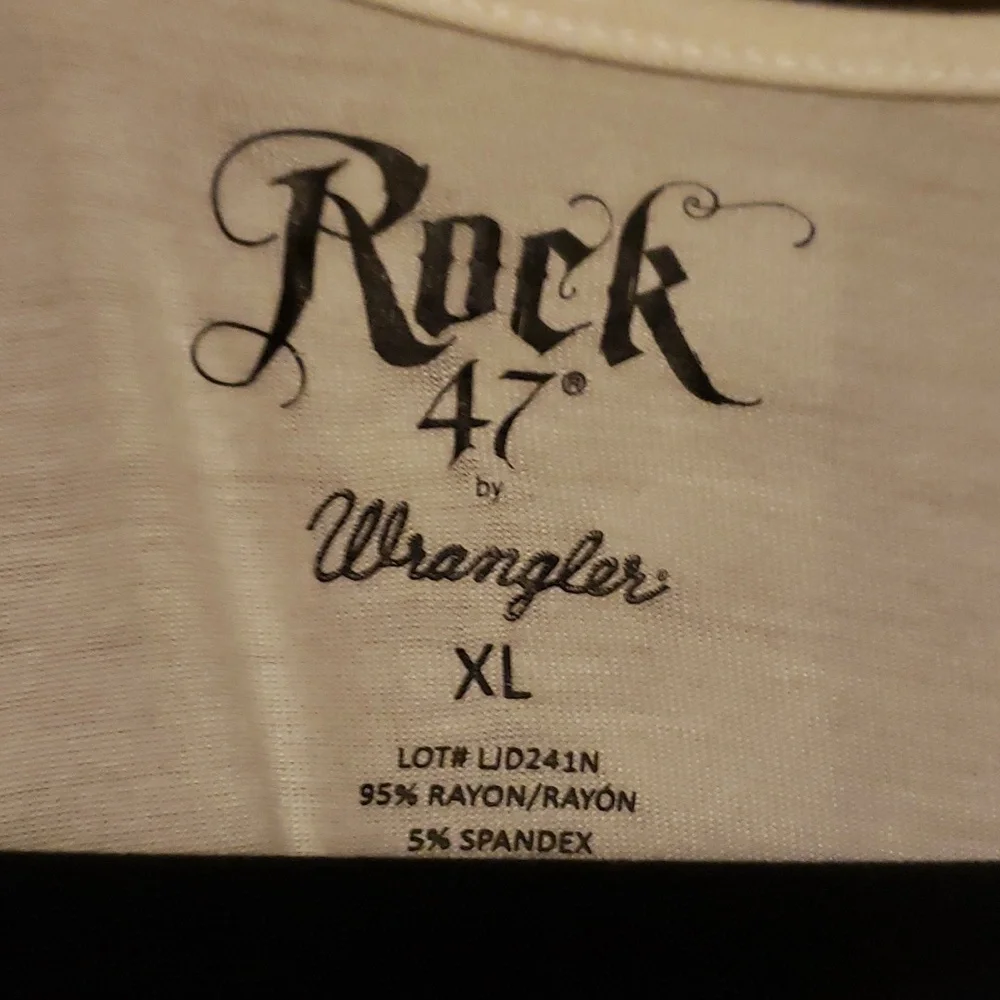 Rock
47®
by
Wrangler®
XL
LOT# LJD241N
95% RAYON/RAYÓN
5% SPANDEX